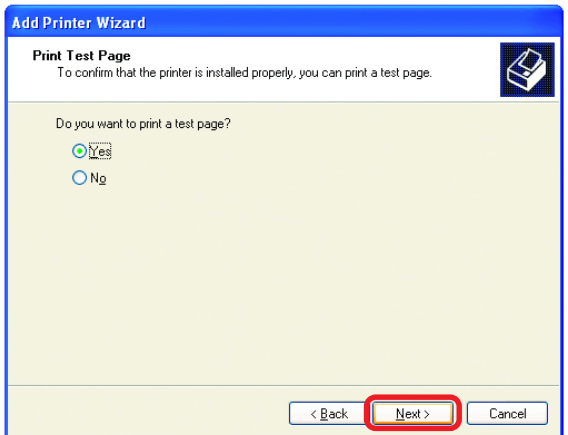 Add Printer Wizard
Print Test Page
To confirm that the printer is installed properly, you can print a test page.
Do you want to print a test page?
Yes
No
< Back Next > Cancel